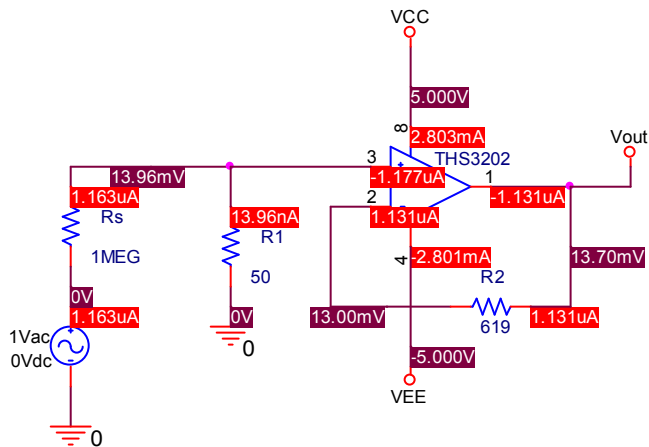 VCC
5.000V
8
2.803mA
THS3202
Vout
3
+
13.96mV
-1.177uA
1
-1.131uA
1.163uA
Rs
1MEG
13.96nA
R1
50
2
1.131uA
-
4
-2.801mA
13.70mV
R2
13.00mV
619
1.131uA
0V
1.163uA
0V
0
1Vac
0Vdc
+
-
-5.000V
VEE
0